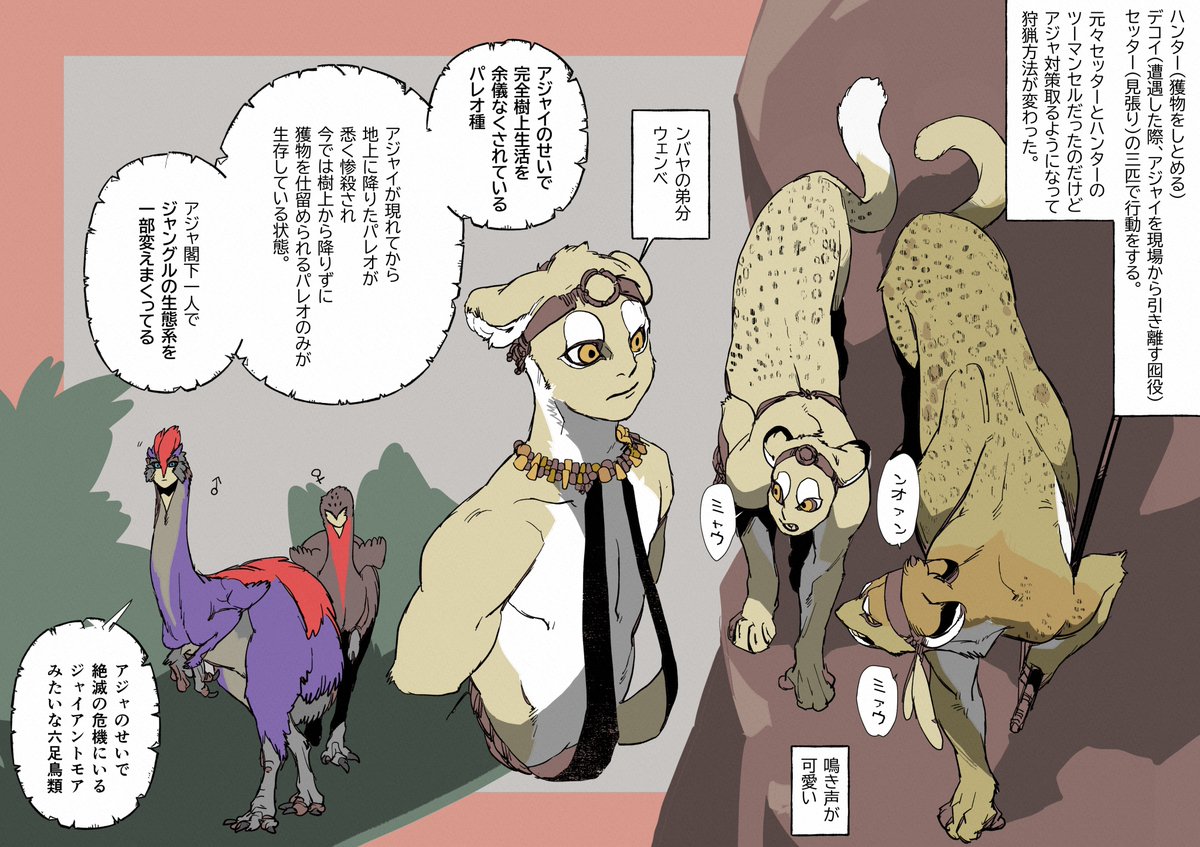 ハンター(獲物をしとめる)
デコイ(遭遇した際、アジャイを現場から引き離す囮役)
セッター(見張り)の三匹で行動をする。
元々セッターとハンターの
ツーマンセルだったのだけど
アジャ対策取るようになって
狩猟方法が変わった。
ンオァン
ミャウ
ミァウ
鳴き声が
可愛い
ンバヤの弟分
ウェンベ
アジャイのせいで
完全樹上生活を
余儀なくされている
パレオ種
アジャイが現れてから
地上に降りたパレオが
悉く惨殺され
今では樹上から降りずに
獲物を仕留められるパレオのみが
生存している状態。
アジャ閣下一人で
ジャングルの生態系を
一部変えまくってる
♀
♂
アジャのせいで
絶滅の危機にいる
ジャイアントモア
みたいな六足鳥類